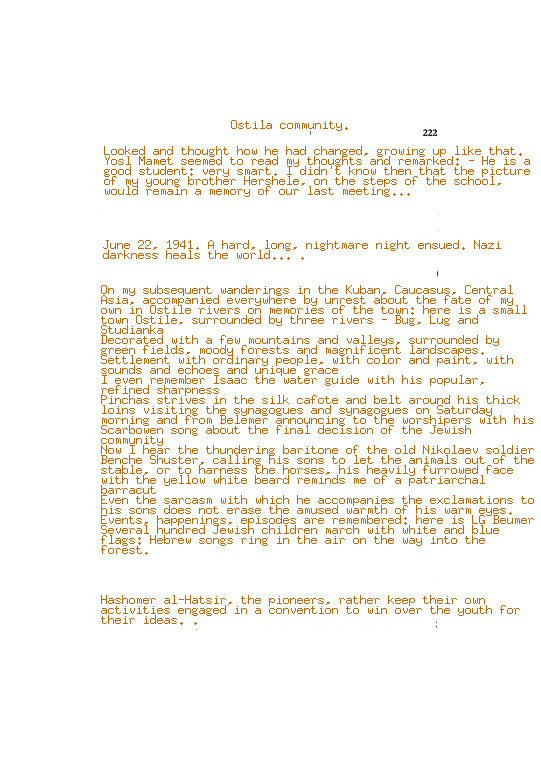 Ostila community.
222
Looked and thought how he had changed, growing up like that.
Yosl Mamet seemed to read my thoughts and remarked: - He is a
good student; very smart. I didn't know then that the picture
of my young brother Hershele, on the steps of the school,
would remain a memory of our last meeting...
June 22, 1941. A hard, long, nightmare night ensued. Nazi
darkness heals the world... .
On my subsequent wanderings in the Kuban, Caucasus, Central
Asia, accompanied everywhere by unrest about the fate of my
own in Ostile rivers on memories of the town: here is a small
town Ostile, surrounded by three rivers - Bug, Lug and
Studianka
Decorated with a few mountains and valleys, surrounded by
green fields, moody forests and magnificent landscapes.
Settlement with ordinary people, with color and paint, with
sounds and echoes and unique grace
I even remember Isaac the water guide with his popular,
refined sharpness
Pinchas strives in the silk cafote and belt around his thick
loins visiting the synagogues and synagogues on Saturday
morning and from Belemer announcing to the worshipers with his
Scarbowen song about the final decision of the Jewish
community
Now I hear the thundering baritone of the old Nikolaev soldier
Benche Shuster, calling his sons to let the animals out of the
stable, or to harness the horses, his heavily furrowed face
with the yellow white beard reminds me of a patriarchal
barracut
Even the sarcasm with which he accompanies the exclamations to
his sons does not erase the amused warmth of his warm eyes.
Events, happenings, episodes are remembered: here is LG Beumer
Several hundred Jewish children march with white and blue
flags; Hebrew songs ring in the air on the way into the
forest.
Hashomer al-Hatsir, the pioneers, rather keep their own
activities engaged in a convention to win over the youth for
their ideas. .